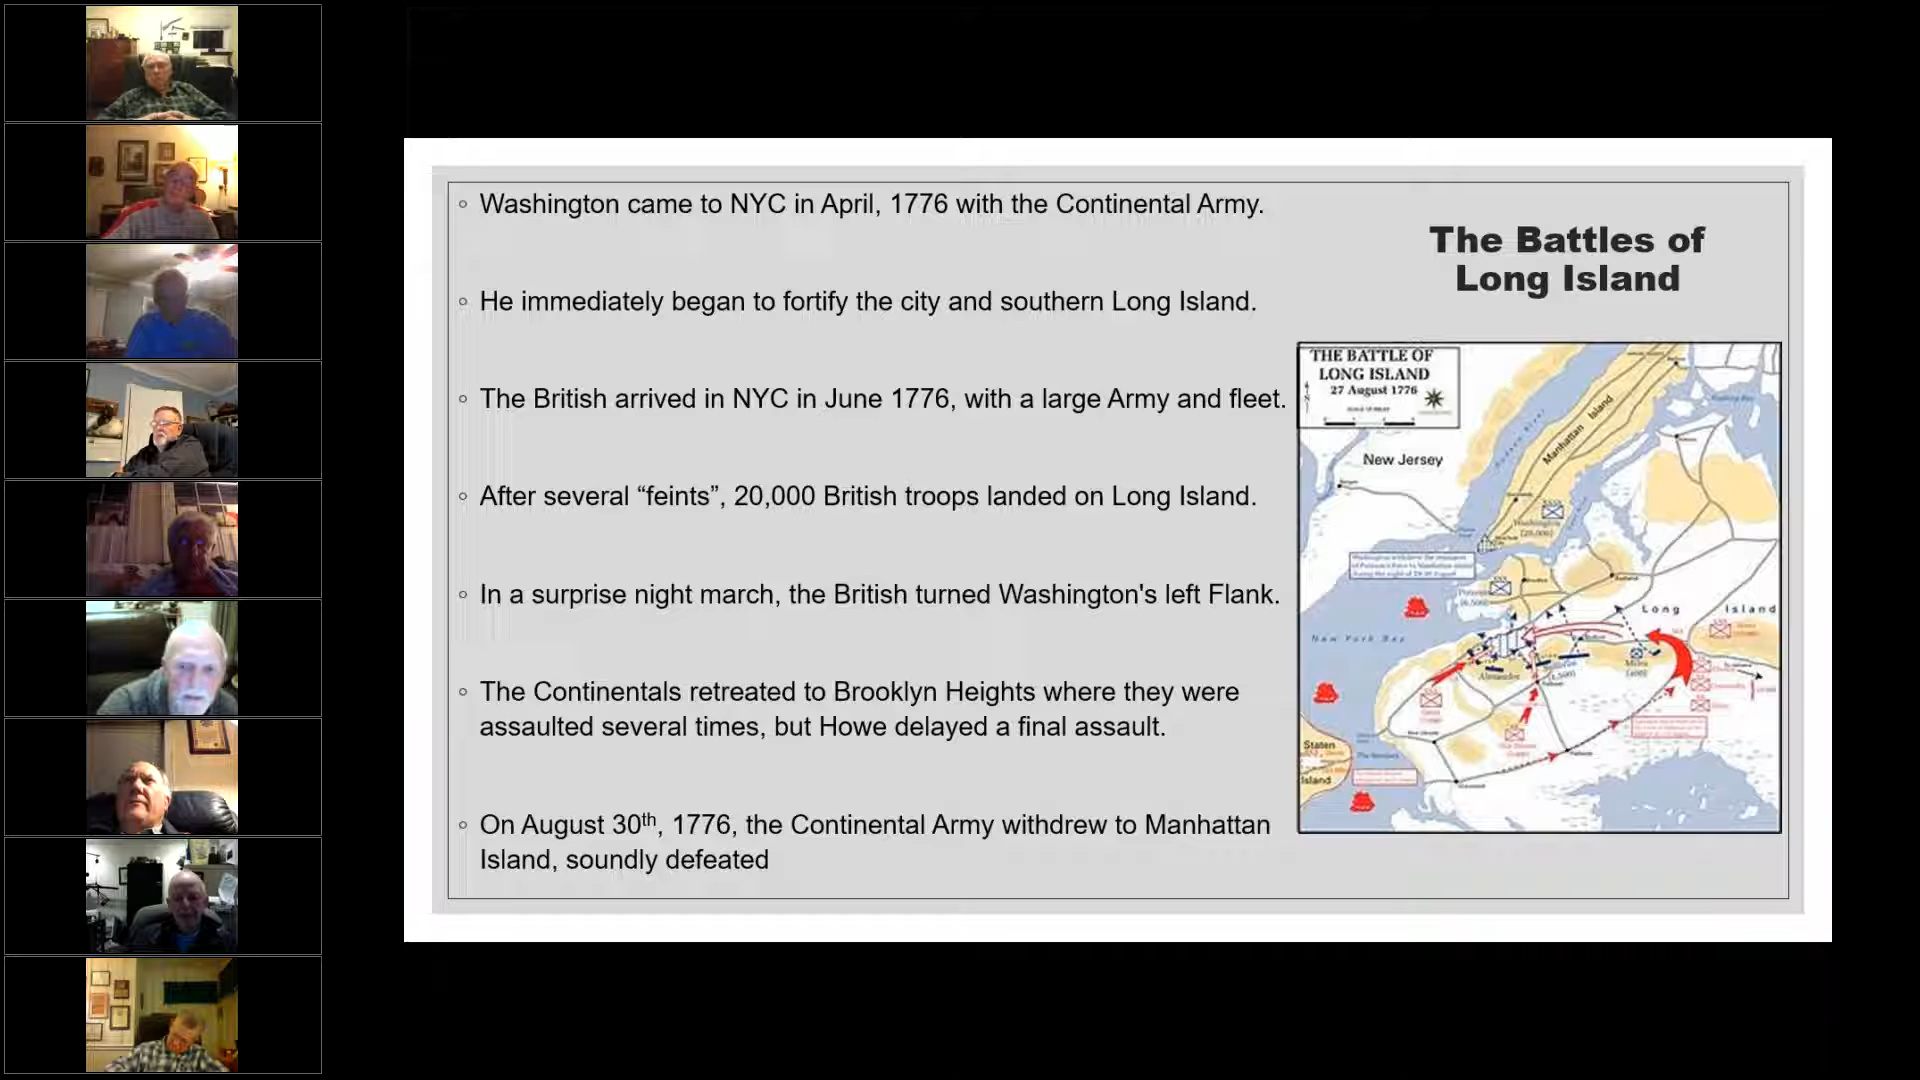 Washington came to NYC in April, 1776 with the Continental Army.
He immediately began to fortify the city and southern Long Island.
The British arrived in NYC in June 1776, with a large Army and fleet.
After several “feints”, 20,000 British troops landed on Long Island.
In a surprise night march, the British turned Washington's left Flank.
The Continentals retreated to Brooklyn Heights where they were
assaulted several times, but Howe delayed a final assault.
On August 30th, 1776, the Continental Army withdrew to Manhattan
Island, soundly defeated
The Battles of
Long Island
THE BATTLE OF
LONG ISLAND
27 August 1776
Manhattan Island
New Jersey
Washington
Long Island
New York Bay
Staten
Island